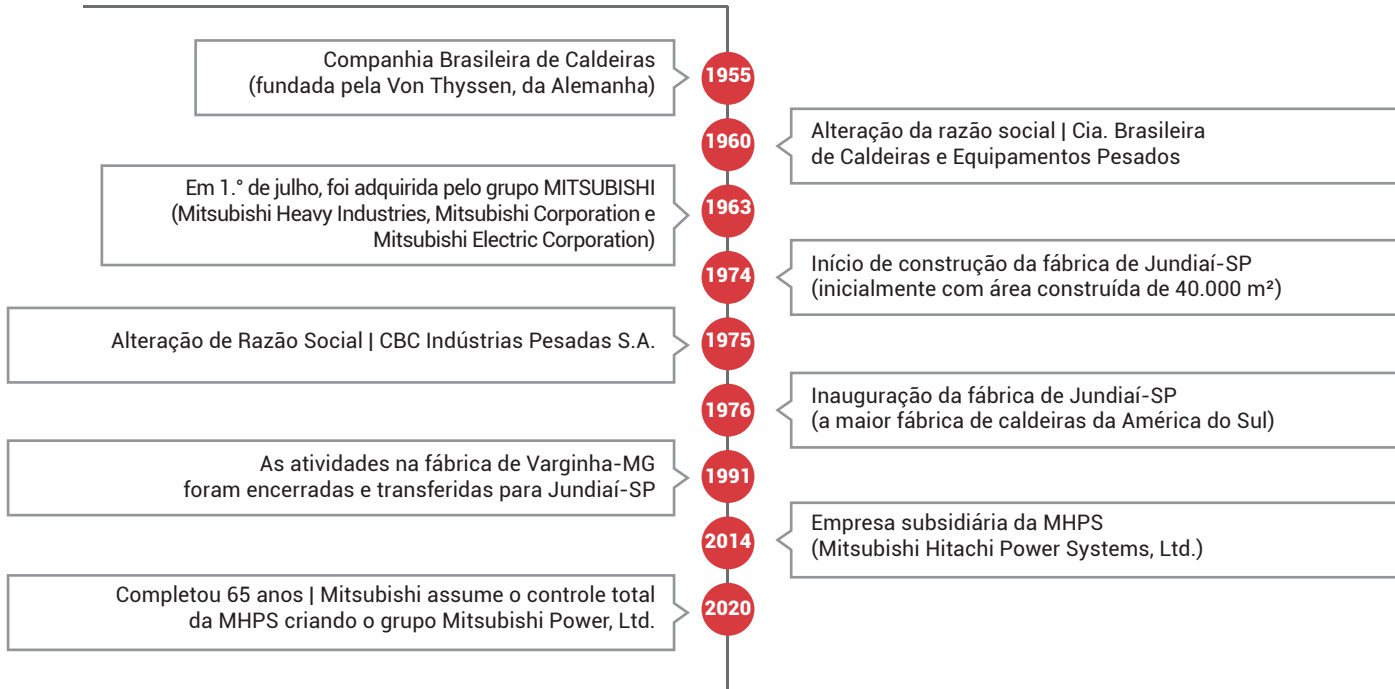 Companhia Brasileira de Caldeiras
(fundada pela Von Thyssen, da Alemanha)
1955
1960
Alteração da razão social | Cia. Brasileira
de Caldeiras e Equipamentos Pesados
Em 1.° de julho, foi adquirida pelo grupo MITSUBISHI
(Mitsubishi Heavy Industries, Mitsubishi Corporation e
Mitsubishi Electric Corporation)
1963
1974
Início de construção da fábrica de Jundiaí-SP
(inicialmente com área construída de 40.000 m²)
Alteração de Razão Social | CBC Indústrias Pesadas S.A.
1975
1976
Inauguração da fábrica de Jundiaí-SP
(a maior fábrica de caldeiras da América do Sul)
As atividades na fábrica de Varginha-MG
foram encerradas e transferidas para Jundiaí-SP
1991
2014
Empresa subsidiária da MHPS
(Mitsubishi Hitachi Power Systems, Ltd.)
Completou 65 anos | Mitsubishi assume o controle total
da MHPS criando o grupo Mitsubishi Power, Ltd.
2020